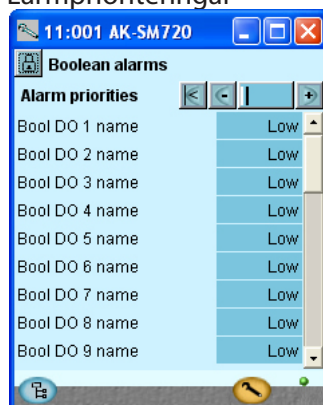 Larmprioriteringar
11:001 AK-SM720
Boolean alarms
Alarm priorities
Bool DO 1 name Low
Bool DO 2 name Low
Bool DO 3 name Low
Bool DO 4 name Low
Bool DO 5 name Low
Bool DO 6 name Low
Bool DO 7 name Low
Bool DO 8 name Low
Bool DO 9 name Low